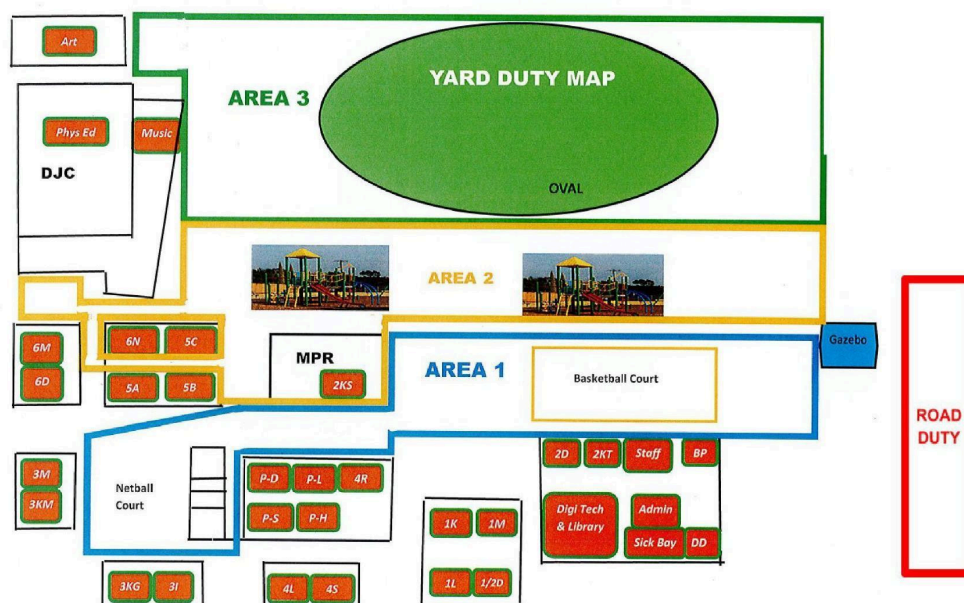 Art
YARD DUTY MAP
AREA 3
Phys Ed
Music
DJC
OVAL
AREA 2
6M
6N
5C
Gazebo
MPR
AREA 1
Basketball Court
6D
5A
5B
2KS
ROAD
DUTY
2D
2KT
Staff
BP
3M
P-D
P-L
4R
Netball
Court
3KM
P-S
P-H
1K
1M
Digi Tech
& Library
Admin
Sick Bay
DD
3KG
3I
4L
4S
1L
1/2D